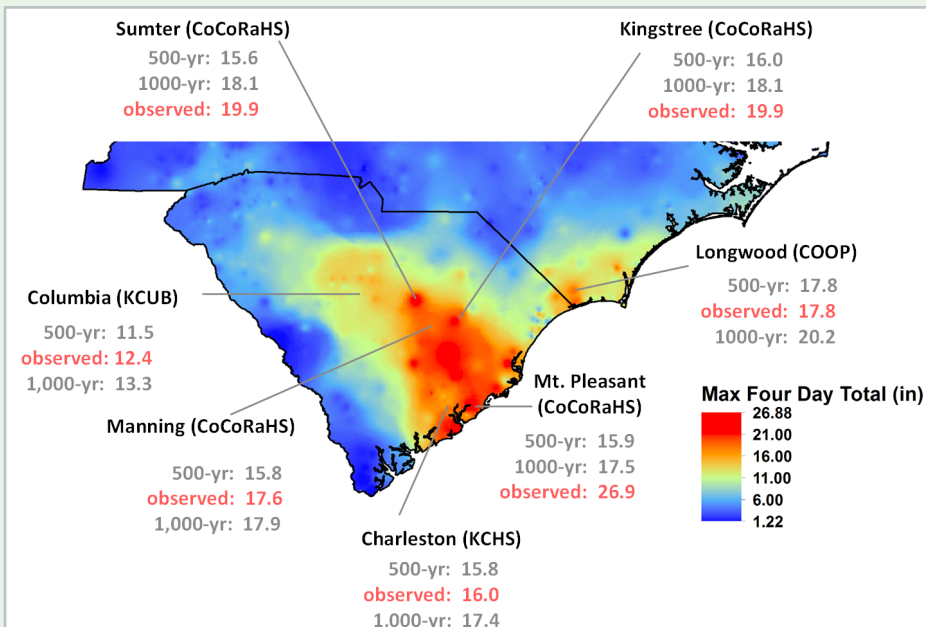 Sumter (CoCoRaHS)
500-yr: 15.6
1000-yr: 18.1
observed: 19.9
Kingstree (CoCoRaHS)
500-yr: 16.0
1000-yr: 18.1
observed: 19.9
Longwood (COOP)
500-yr: 17.8
observed: 17.8
1000-yr: 20.2
Columbia (KCUB)
500-yr: 11.5
observed: 12.4
1,000-yr: 13.3
Manning (CoCoRaHS)
500-yr: 15.8
observed: 17.6
1,000-yr: 17.9
Mt. Pleasant
(CoCoRaHS)
500-yr: 15.9
1000-yr: 17.5
observed: 26.9
Charleston (KCHS)
500-yr: 15.8
observed: 16.0
1,000-yr: 17.4
Max Four Day Total (in)
26.88
21.00
16.00
11.00
6.00
1.22